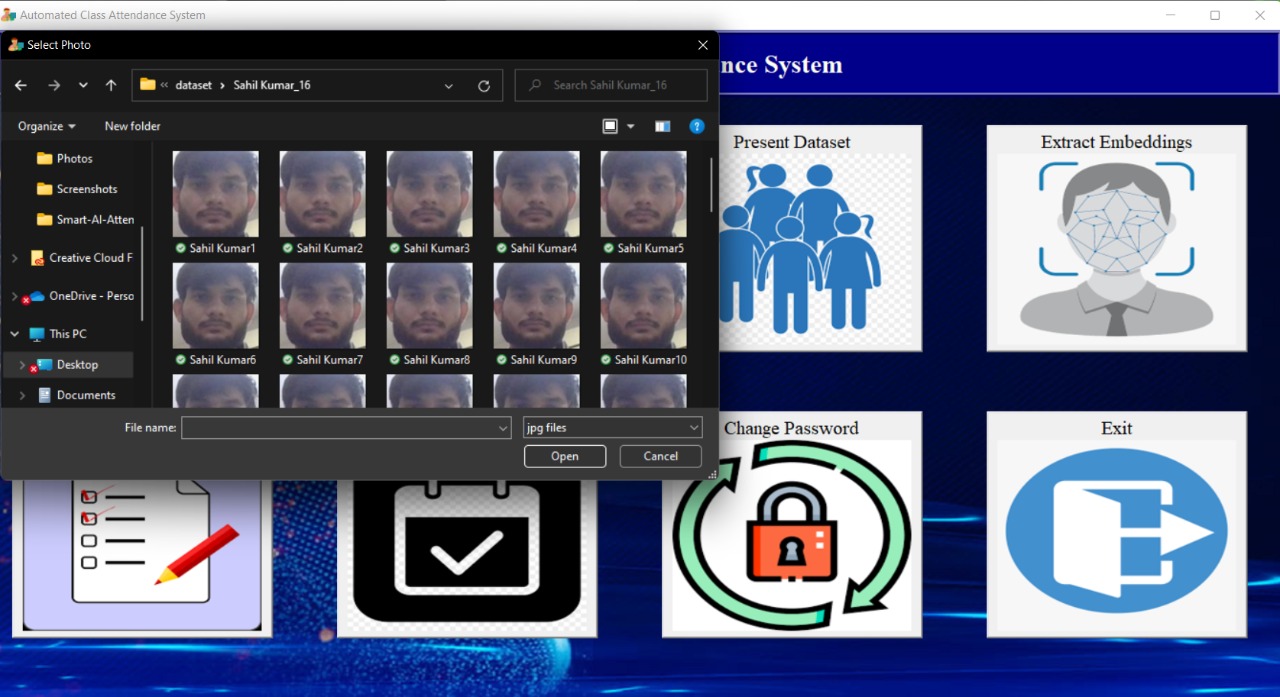 Automated Class Attendance System
Select Photo
nce System
dataset › Sahil Kumar_16
Search Sahil Kumar_16
Organize
New folder
Photos
Screenshots
Smart-AI-Atten
Creative Cloud F
OneDrive - Perso
This PC
Desktop
Documents
Sahil Kumar1 Sahil Kumar2 Sahil Kumar3 Sahil Kumar4 Sahil Kumar5
Sahil Kumar6 Sahil Kumar7 Sahil Kumar8 Sahil Kumar9 Sahil Kumar10
File name:
jpg files
Open
Cancel
Present Dataset
Extract Embeddings
Change Password
Exit